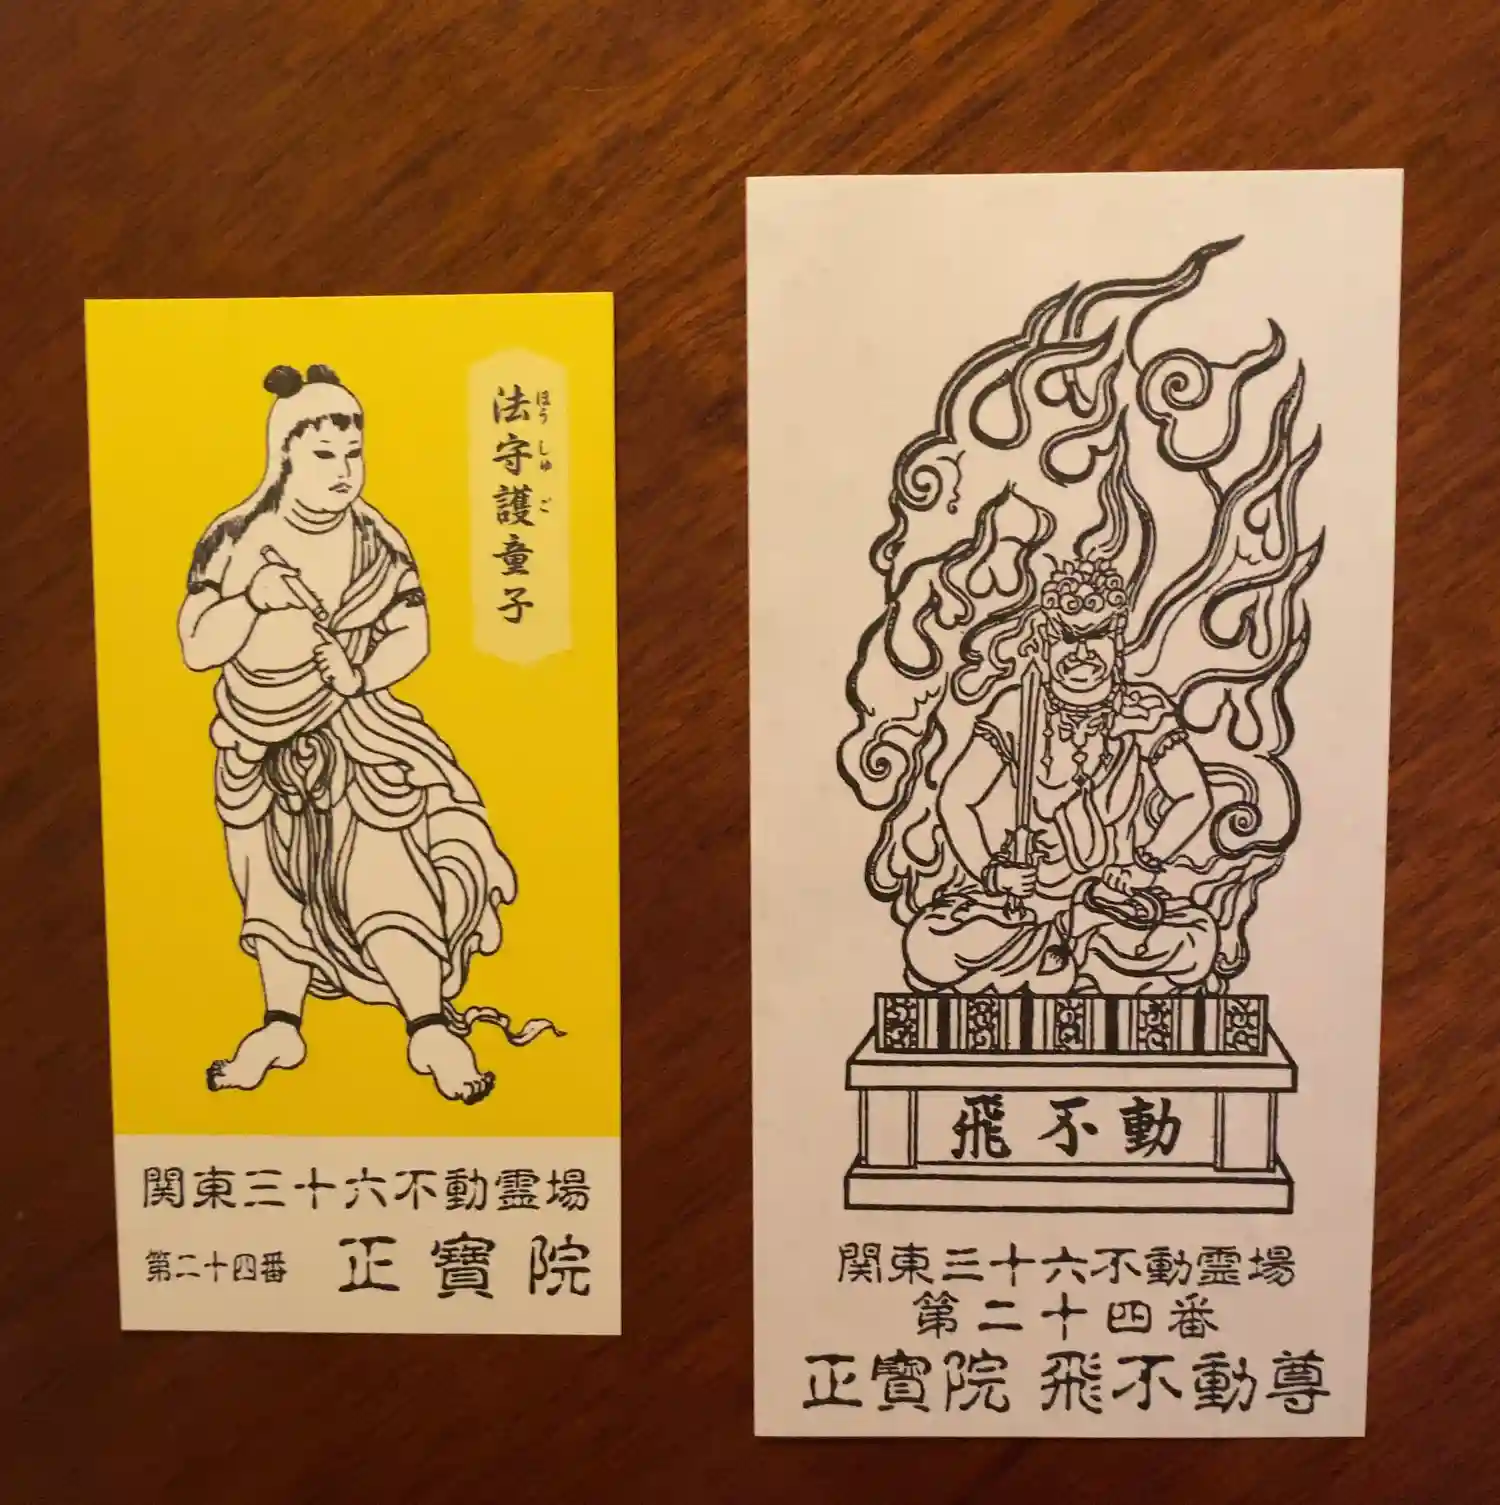 法守護童子
ほうしゅご
関東三十六不動霊場
第二十四番 正寶院
飛不動
関東三十六不動霊場
第二十四番
正寶院 飛不動尊